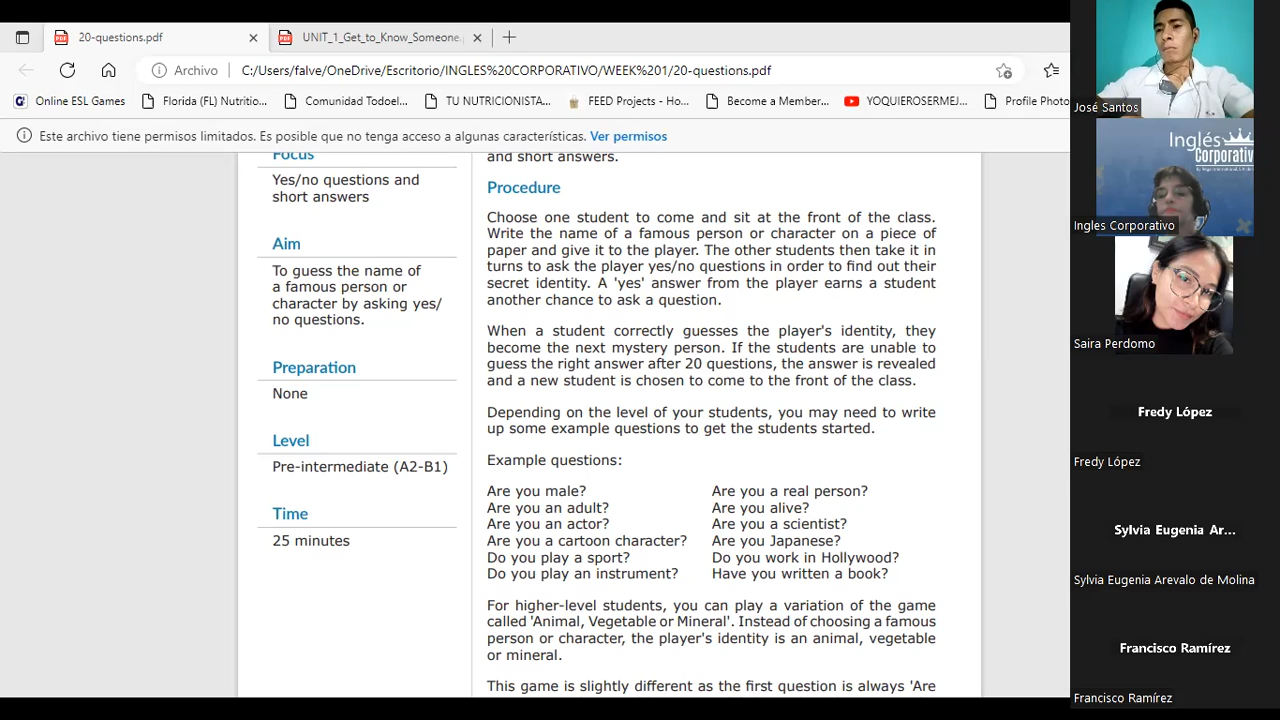 20-questions.pdf
UNIT_1_Get_to_Know_Someone.
Archivo
C:/Users/falve/OneDrive/Escritorio/INGLES%20CORPORATIVO/WEEK%201/20-questions.pdf
Online ESL Games
Florida (FL) Nutritio...
Comunidad Todoel...
TU NUTRICIONISTA...
FEED Projects - Ho...
Become a Member...
YOQUIEROSERMEJ...
Profile Photo
Este archivo tiene permisos limitados. Es posible que no tenga acceso a algunas características. Ver permisos
Focus
Yes/no questions and
short answers
Aim
To guess the name of
a famous person or
character by asking yes/
no questions.
Preparation
None
Level
Pre-intermediate (A2-B1)
Time
25 minutes
and short answers.
Procedure
Choose one student to come and sit at the front of the class.
Write the name of a famous person or character on a piece of
paper and give it to the player. The other students then take it in
turns to ask the player yes/no questions in order to find out their
secret identity. A 'yes' answer from the player earns a student
another chance to ask a question.
When a student correctly guesses the player's identity, they
become the next mystery person. If the students are unable to
guess the right answer after 20 questions, the answer is revealed
and a new student is chosen to come to the front of the class.
Depending on the level of your students, you may need to write
up some example questions to get the students started.
Example questions:
Are you male?
Are you an adult?
Are you an actor?
Are you a cartoon character?
Do you play a sport?
Do you play an instrument?
Are you a real person?
Are you alive?
Are you a scientist?
Are you Japanese?
Do you work in Hollywood?
Have you written a book?
For higher-level students, you can play a variation of the game
called 'Animal, Vegetable or Mineral'. Instead of choosing a famous
person or character, the player's identity is an animal, vegetable
or mineral.
This game is slightly different as the first question is always 'Are
José Santos
Inglés
Corporativ
Ingles Corporativo
Saira Perdomo
Fredy López
Fredy López
Sylvia Eugenia Ar...
Sylvia Eugenia Arevalo de Molina
Francisco Ramírez
Francisco Ramírez